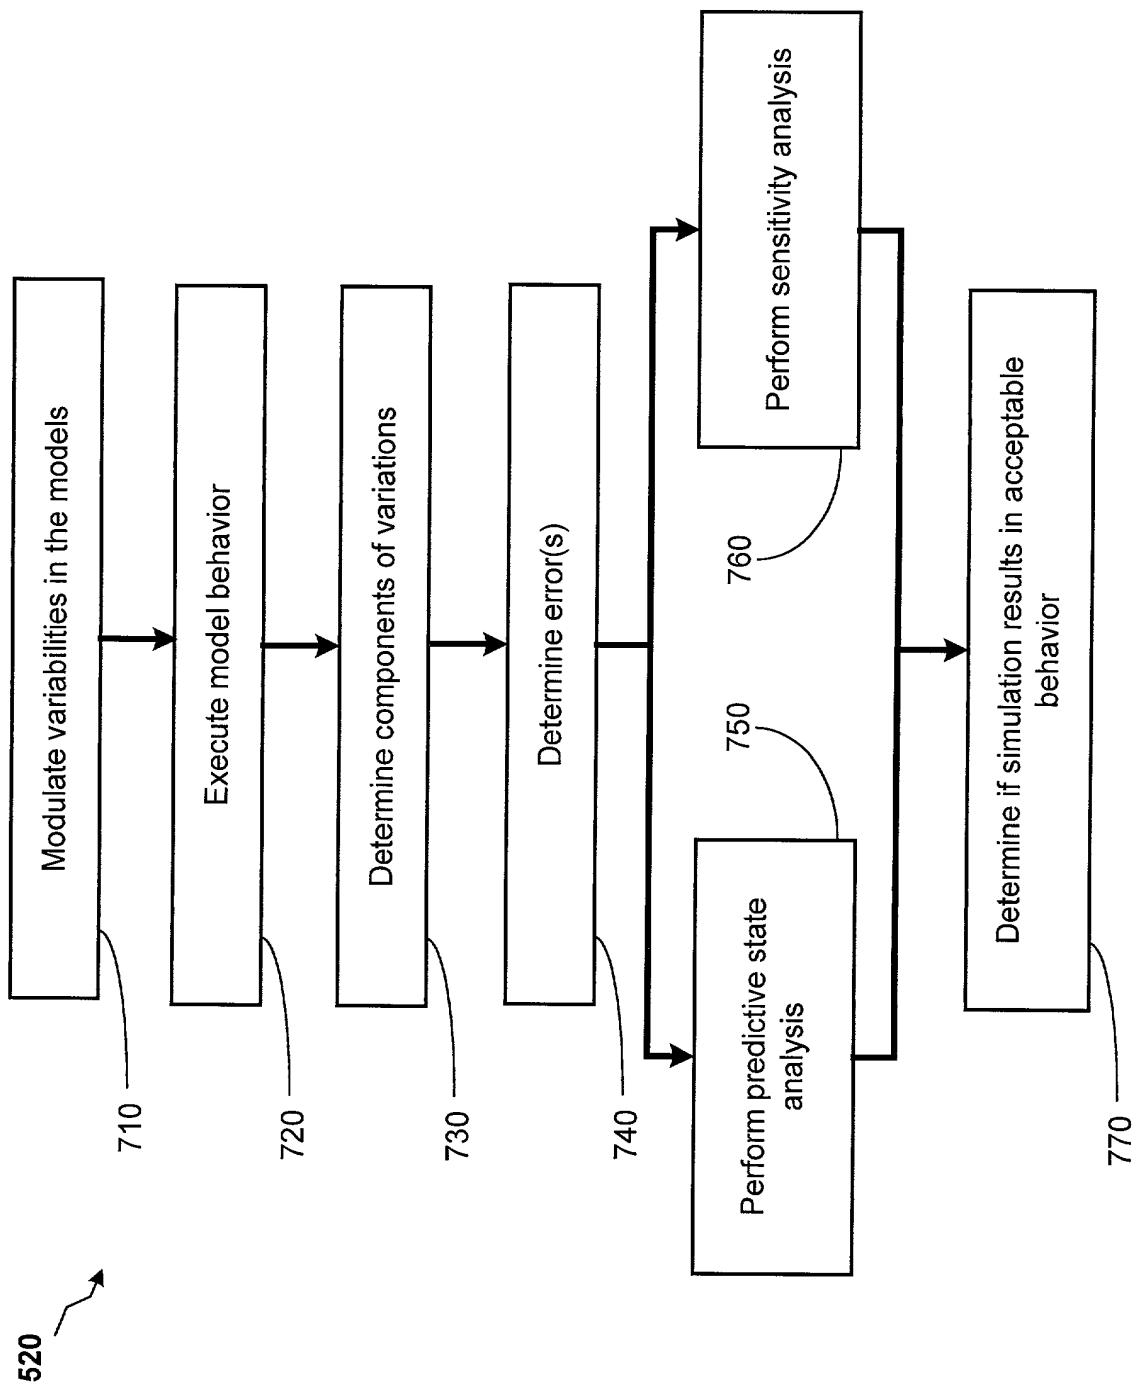 520
710
Modulate variabilities in the models
720
Execute model behavior
730
Determine components of variations
740
Determine error(s)
Perform predictive state
analysis
750
760
Perform sensitivity analysis
770
Determine if simulation results in acceptable
behavior